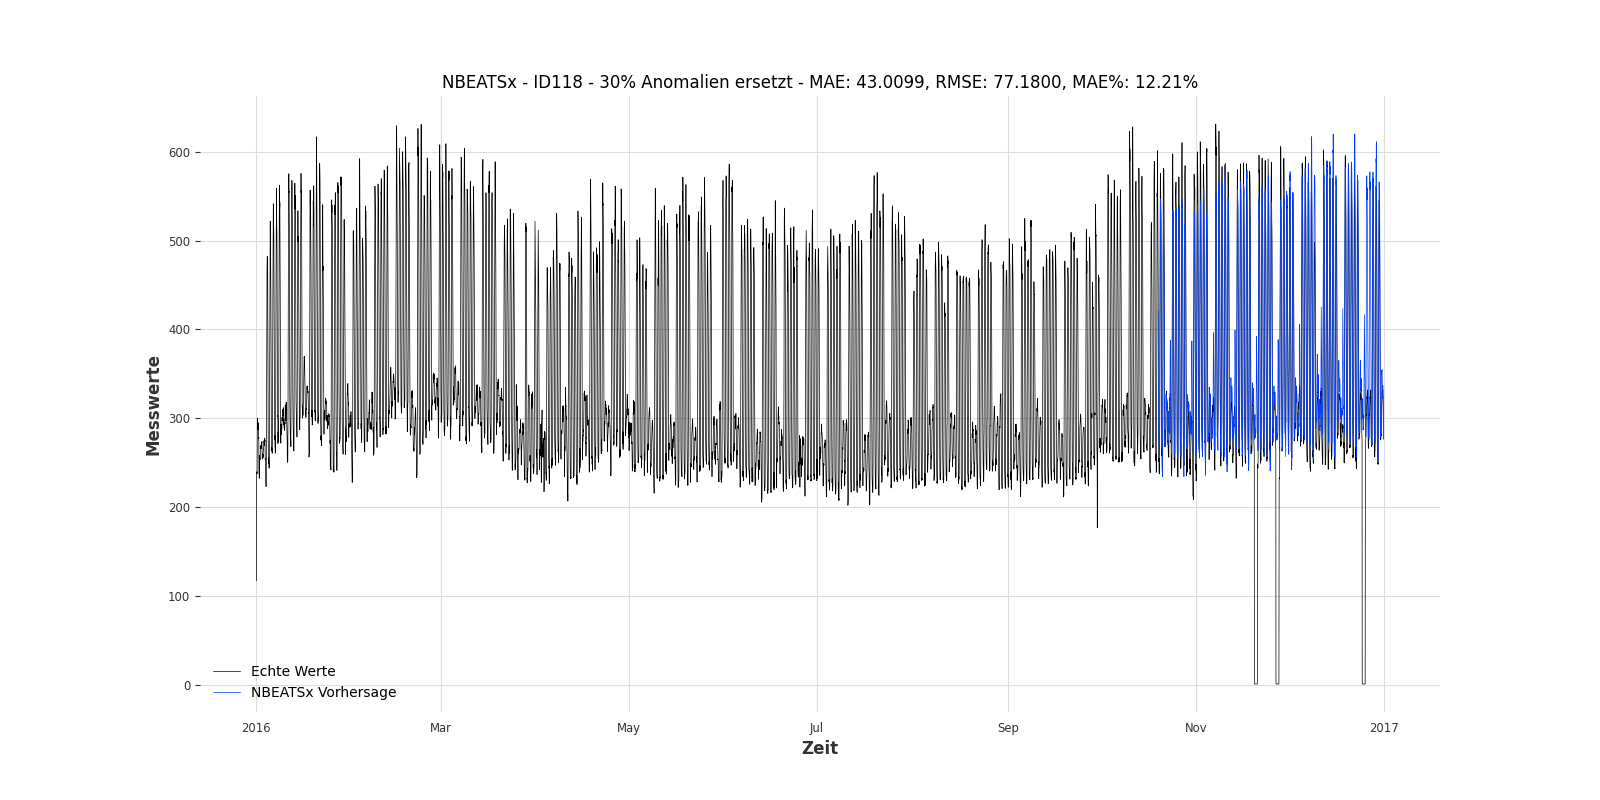 NBEATSx - ID118 - 30% Anomalien ersetzt - MAE: 43.0099, RMSE: 77.1800, MAE%: 12.21%
Messwerte
600
500
400
300
200
100
0
Echte Werte
NBEATSx Vorhersage
2016 Mar May Jul Sep Nov 2017
Zeit